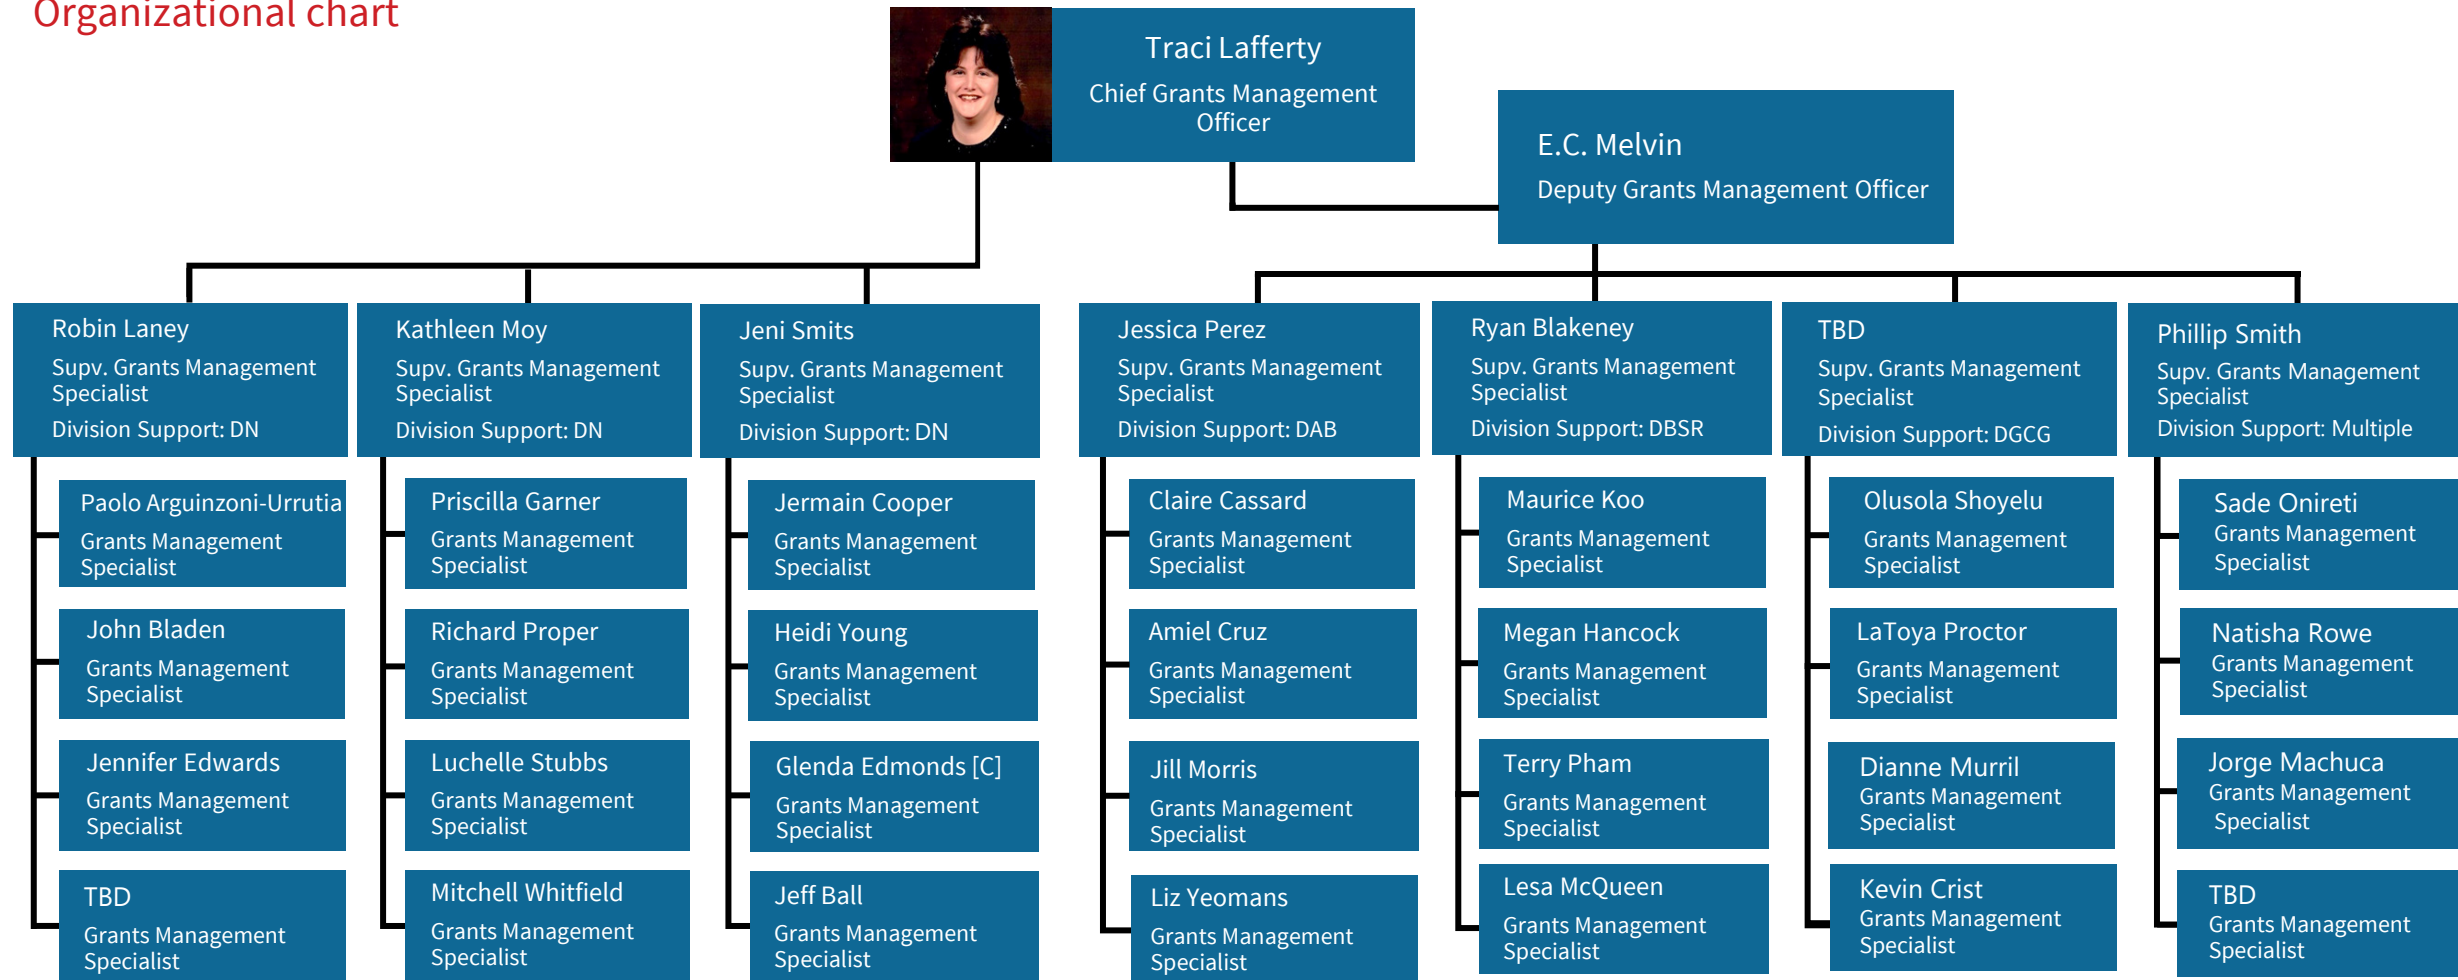 Organizational chart
Traci Lafferty
Chief Grants Management
Officer
E.C. Melvin
Deputy Grants Management Officer
Robin Laney
Supv. Grants Management
Specialist
Division Support: DN
Paolo Arguinzoni-Urrutia
Grants Management
Specialist
John Bladen
Grants Management
Specialist
Jennifer Edwards
Grants Management
Specialist
TBD
Grants Management
Specialist
Kathleen Moy
Supv. Grants Management
Specialist
Division Support: DN
Priscilla Garner
Grants Management
Specialist
Richard Proper
Grants Management
Specialist
Luchelle Stubbs
Grants Management
Specialist
Mitchell Whitfield
Grants Management
Specialist
Jeni Smits
Supv. Grants Management
Specialist
Division Support: DN
Jermain Cooper
Grants Management
Specialist
Heidi Young
Grants Management
Specialist
Glenda Edmonds [C]
Grants Management
Specialist
Jeff Ball
Grants Management
Specialist
Jessica Perez
Supv. Grants Management
Specialist
Division Support: DAB
Claire Cassard
Grants Management
Specialist
Amiel Cruz
Grants Management
Specialist
Jill Morris
Grants Management
Specialist
Liz Yeomans
Grants Management
Specialist
Ryan Blakeney
Supv. Grants Management
Specialist
Division Support: DBSR
Maurice Koo
Grants Management
Specialist
Megan Hancock
Grants Management
Specialist
Terry Pham
Grants Management
Specialist
Lesa McQueen
Grants Management
Specialist
TBD
Supv. Grants Management
Specialist
Division Support: DGCG
Olusola Shoyelu
Grants Management
Specialist
LaToya Proctor
Grants Management
Specialist
Dianne Murril
Grants Management
Specialist
Kevin Crist
Grants Management
Specialist
Phillip Smith
Supv. Grants Management
Specialist
Division Support: Multiple
Sade Onireti
Grants Management
Specialist
Natisha Rowe
Grants Management
Specialist
Jorge Machuca
Grants Management
Specialist
TBD
Grants Management
Specialist